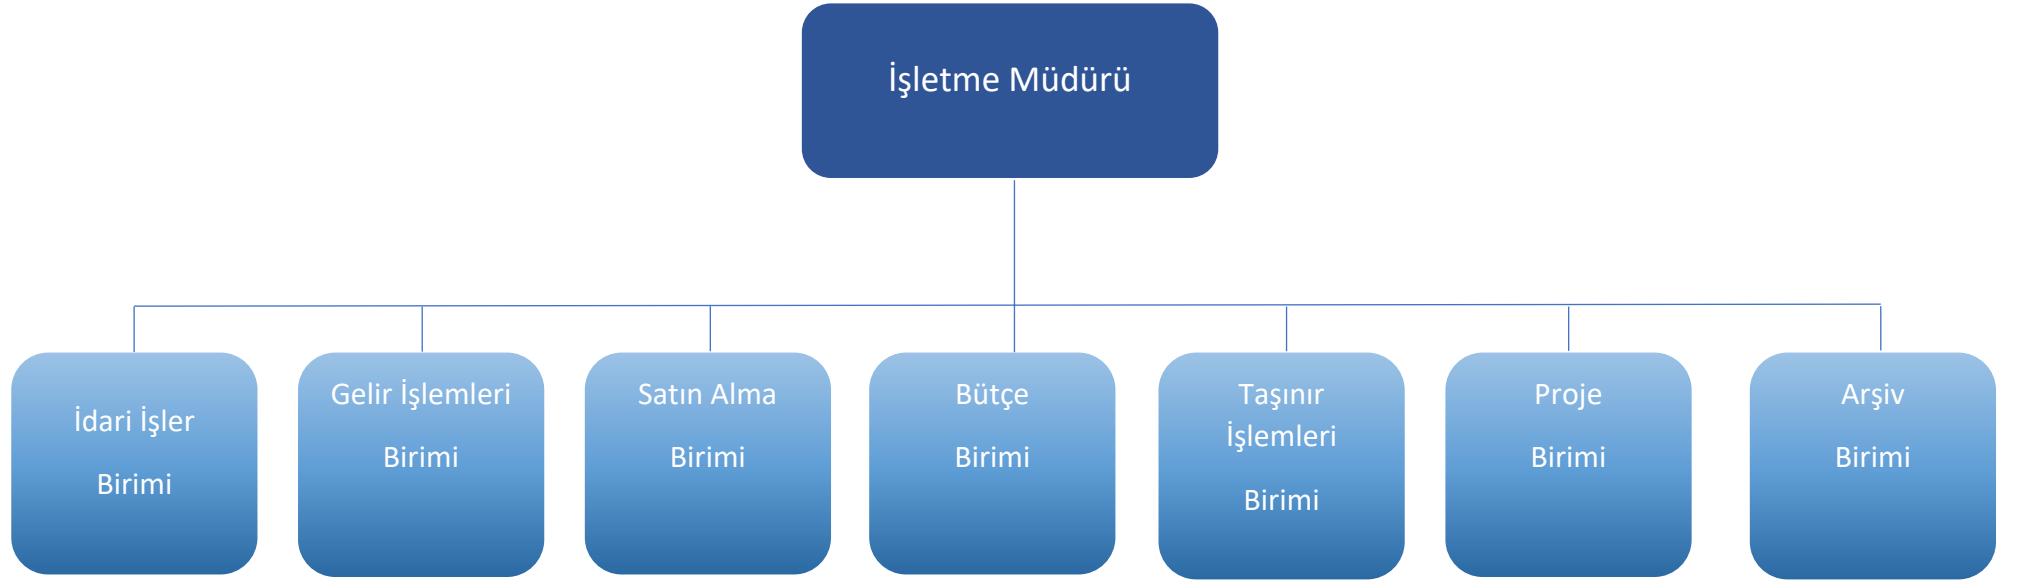 İşletme Müdürü
İdari İşler
Birimi
Gelir İşlemleri
Birimi
Satın Alma
Birimi
Bütçe
Birimi
Taşınır
İşlemleri
Birimi
Proje
Birimi
Arşiv
Birimi